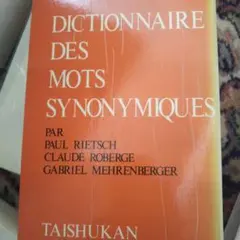 DICTIONNAIRE
DES
MOTS
SYNONYMIQUES
PAR
PAUL RIETSCH
CLAUDE ROBERGE
GABRIEL MEHRENBERGER
TAISHUKAN